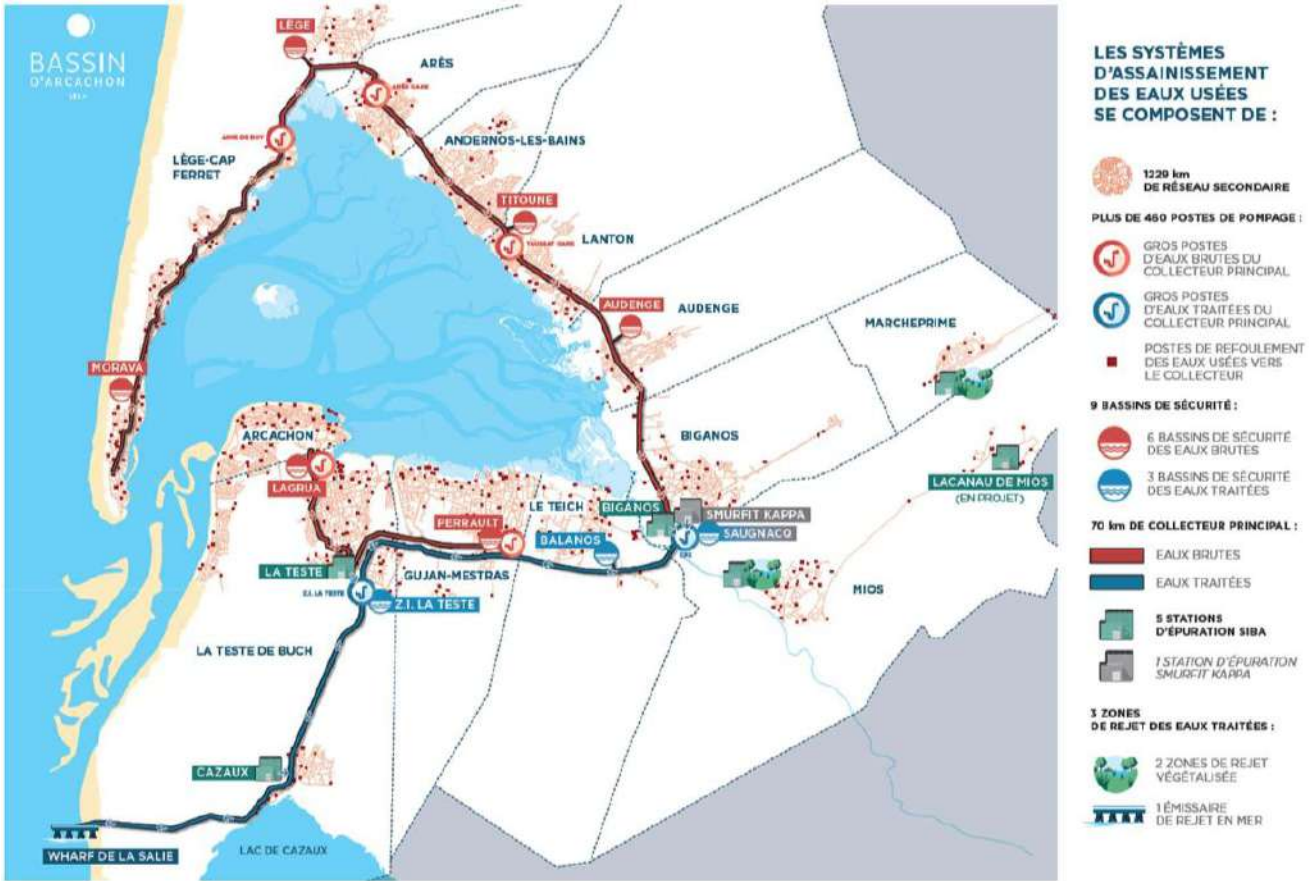 BASSIN
D'ARCACHON
SIBA
LÈGE
ARÈS
ARÈS GARE
ANDERNOS-LES-BAINS
LÈGE-CAP
FERRET
TITOUNE
TAUSSAT GARE
LANTON
AUDENGE
AUDENGE
MARCHEPRIME
MORAVA
ARCACHON
BIGANOS
LAGRUA
LACANAU DE MIOS
(EN PROJET)
LE TEICH
BIGANOS
SMURFIT KAPPA
PERRAULT
BALANOS
SAUGNACQ
LA TESTE
GUJAN-MESTRAS
MIOS
Z.I. LA TESTE
Z.I. LA TESTE
LA TESTE DE BUCH
CAZAUX
WHARF DE LA SALIE
LAC DE CAZAUX
LES SYSTÈMES
D'ASSAINISSEMENT
DES EAUX USÉES
SE COMPOSENT DE :
1229 km
DE RÉSEAU SECONDAIRE
PLUS DE 460 POSTES DE POMPAGE :
GROS POSTES
D'EAUX BRUTES DU
COLLECTEUR PRINCIPAL
GROS POSTES
D'EAUX TRAITÉES DU
COLLECTEUR PRINCIPAL
POSTES DE REFOULEMENT
DES EAUX USÉES VERS
LE COLLECTEUR
9 BASSINS DE SÉCURITÉ :
6 BASSINS DE SÉCURITÉ
DES EAUX BRUTES
3 BASSINS DE SÉCURITÉ
DES EAUX TRAITÉES
70 km DE COLLECTEUR PRINCIPAL :
EAUX BRUTES
EAUX TRAITÉES
5 STATIONS
D'ÉPURATION SIBA
1 STATION D'ÉPURATION
SMURFIT KAPPA
3 ZONES
DE REJET DES EAUX TRAITÉES :
2 ZONES DE REJET
VÉGÉTALISÉE
1 ÉMISSAIRE
DE REJET EN MER